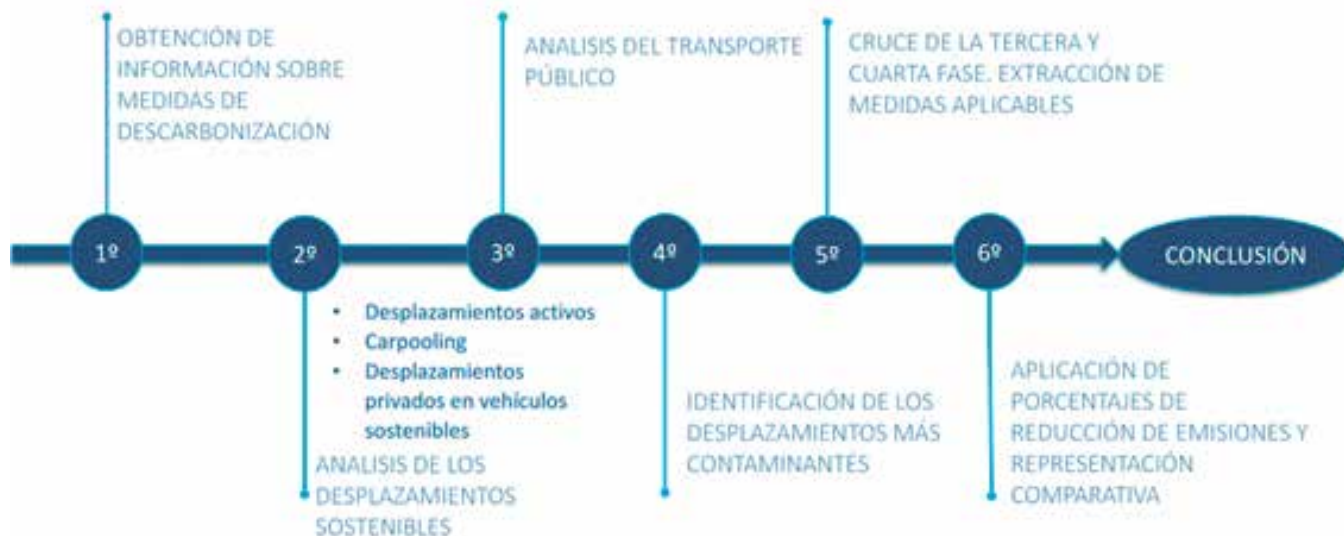 OBTENCIÓN DE
INFORMACIÓN SOBRE
MEDIDAS DE
DESCARBONIZACIÓN
ANALISIS DEL TRANSPORTE
PÚBLICO
CRUCE DE LA TERCERA Y
CUARTA FASE. EXTRACCIÓN DE
MEDIDAS APLICABLES
1º
2º
3º
4º
5º
6º
CONCLUSIÓN
• Desplazamientos activos
• Carpooling
• Desplazamientos
privados en vehículos
sostenibles
ANALISIS DE LOS
DESPLAZAMIENTOS
SOSTENIBLES
IDENTIFICACIÓN DE LOS
DESPLAZAMIENTOS MÁS
CONTAMINANTES
APLICACIÓN DE
PORCENTAJES DE
REDUCCIÓN DE EMISIONES Y
REPRESENTACIÓN
COMPARATIVA